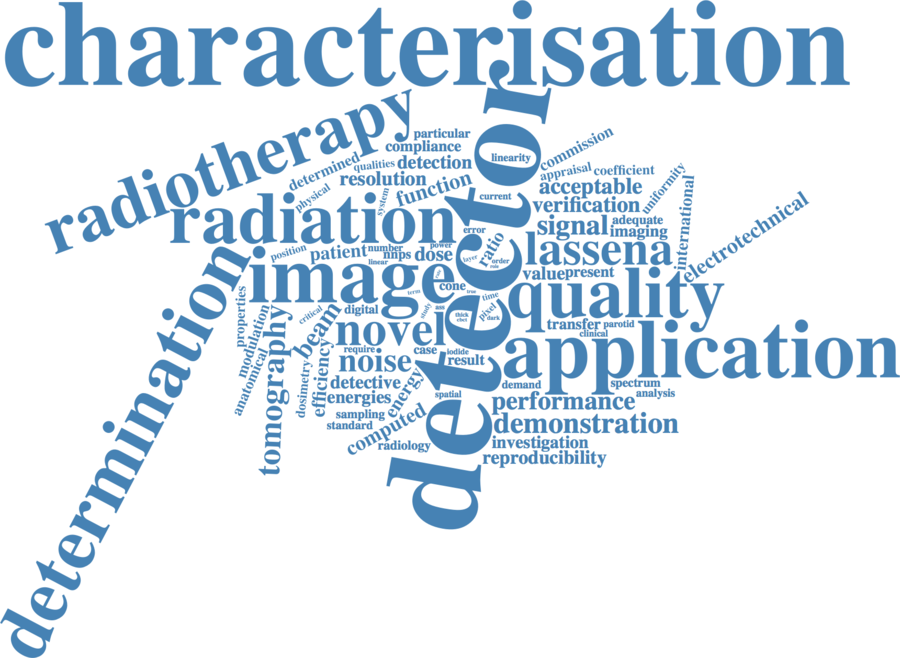 characterisation
radiotherapy
detector
particular
compliance
linearity
commission
determined
qualities
detection
appraisal
coefficient
physical
resolution
system
function
current
acceptable
uniformity
verification
radiation
error
signal
adequate
imaging
international
electrotechnical
position
patient
number
power
linear
nnps
dose
layer
ratio
order
role
lassena
image
cone
value
present
determination
term
true
time
quality
properties
critical
digital
study
thick
pixel
dark
modulation
beam
novel
transfer
parotid
clinical
anatomical
tomography
require
noise
case
iodide
result
application
dosimetry
efficiency
detective
energies
energy
spatial
demand
spectrum
analysis
sampling
standard
computed
radiology
performance
demonstration
investigation
reproducibility